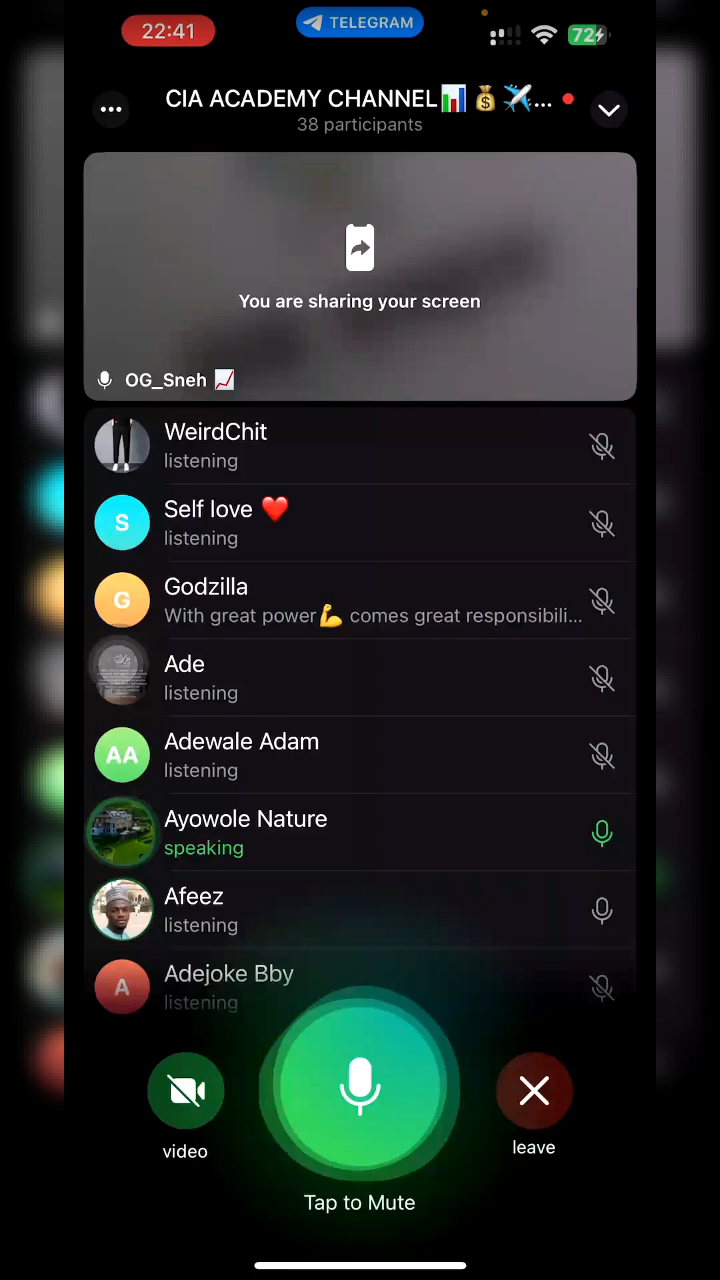 22:41
TELEGRAM
72
CIA ACADEMY CHANNEL📊 💰 ✈️...
38 participants
You are sharing your screen
OG_Sneh 📈
WeirdChit
listening
S
Self love ❤️
listening
G
Godzilla
With great power💪 comes great responsibili...
Ade
listening
AA
Adewale Adam
listening
Ayowole Nature
speaking
Afeez
listening
A
Adejoke Bby
listening
video
leave
Tap to Mute